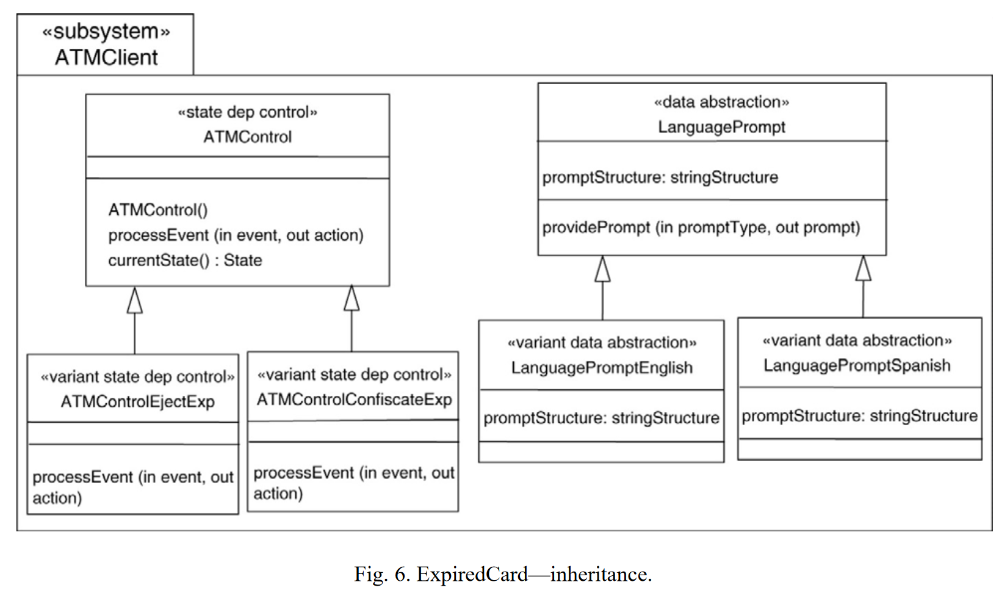 «subsystem»
ATMClient
«state dep control»
ATMControl
ATMControl()
processEvent (in event, out action)
currentState() : State
«data abstraction»
LanguagePrompt
promptStructure: stringStructure
providePrompt (in promptType, out prompt)
«variant state dep control»
ATMControlEjectExp
processEvent (in event, out
action)
«variant state dep control»
ATMControlConfiscateExp
processEvent (in event, out
action)
«variant data abstraction»
LanguagePromptEnglish
promptStructure: stringStructure
«variant data abstraction»
LanguagePromptSpanish
promptStructure: stringStructure
Fig. 6. ExpiredCard—inheritance.